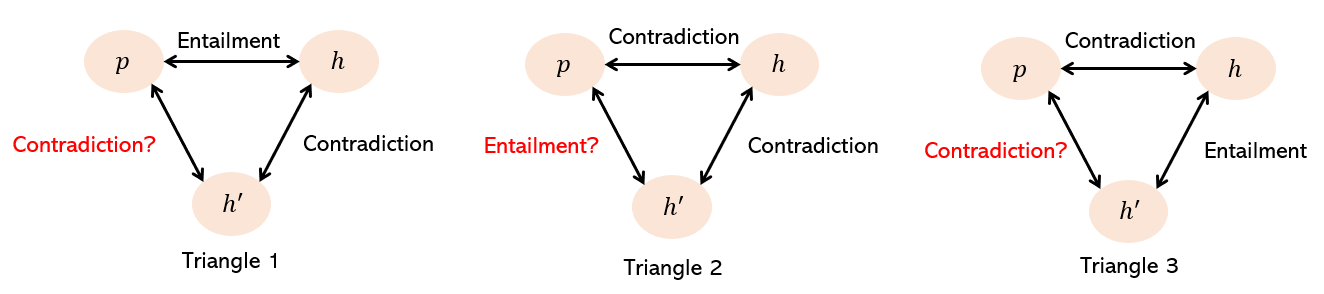 Entailment
p
h
Contradiction?
Contradiction
h′
Triangle 1
Contradiction
p
h
Entailment?
Contradiction
h′
Triangle 2
Contradiction
p
h
Contradiction?
Entailment
h′
Triangle 3